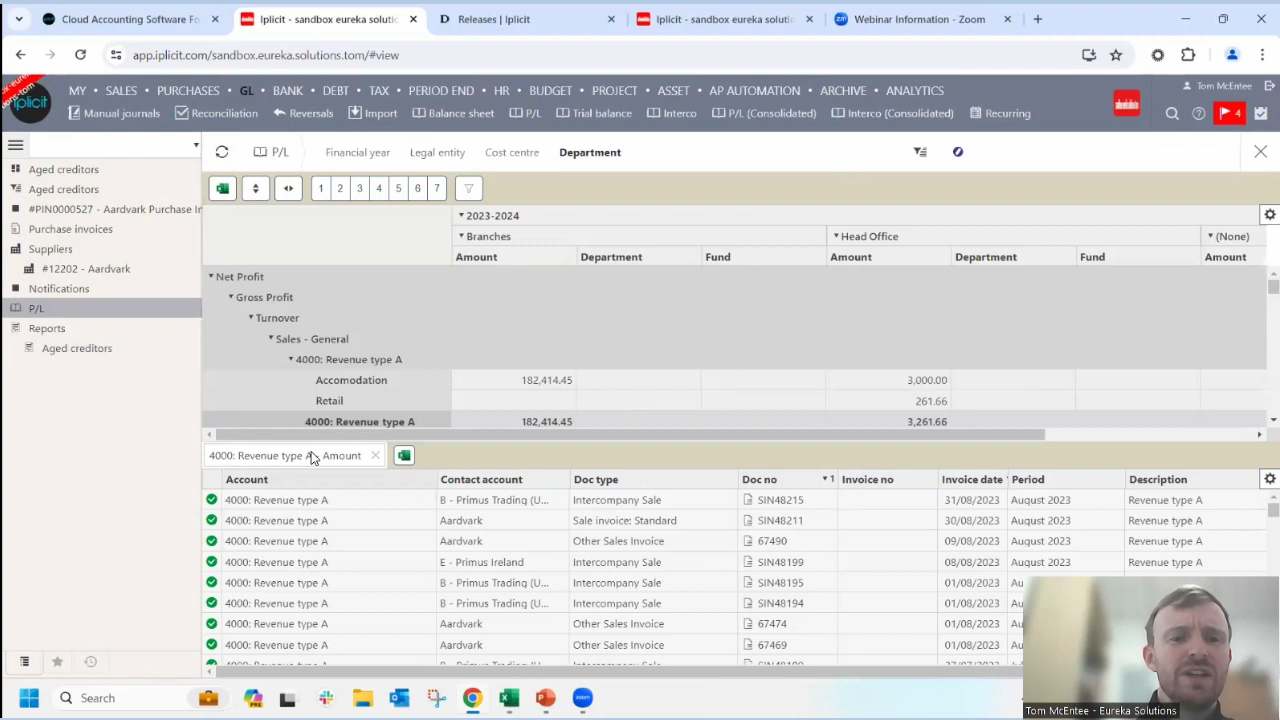 Cloud Accounting Software Fo
Iplicit - sandbox eureka soluti
Releases | Iplicit
Iplicit - sandbox eureka soluti
Webinar Information - Zoom
app.iplicit.com/sandbox.eureka.solutions.tom/#view
iplicit
MY • SALES • PURCHASES • GL • BANK • DEBT • TAX • PERIOD END • HR • BUDGET • PROJECT • ASSET • AP AUTOMATION • ARCHIVE • ANALYTICS
Tom McEntee
Manual journals Reconciliation Reversals Import Balance sheet P/L Trial balance Interco P/L (Consolidated) Interco (Consolidated) Recurring
4
P/L Financial year Legal entity Cost centre Department
Aged creditors
Aged creditors
#PIN0000527 - Aardvark Purchase In
Purchase invoices
Suppliers
#12202 - Aardvark
Notifications
P/L
Reports
Aged creditors
1 2 3 4 5 6 7
2023-2024
Branches Head Office (None)
Amount Department Fund Amount Department Fund Amount
Net Profit
Gross Profit
Turnover
Sales - General
4000: Revenue type A
Accomodation 182,414.45 3,000.00
Retail 261.66
4000: Revenue type A 182,414.45 3,261.66
4000: Revenue type A Amount
Account Contact account Doc type Doc no 1 Invoice no Invoice date Period Description
4000: Revenue type A B - Primus Trading (U... Intercompany Sale SIN48215 31/08/2023 August 2023 Revenue type A
4000: Revenue type A Aardvark Sale invoice: Standard SIN48211 30/08/2023 August 2023 Revenue type A
4000: Revenue type A Aardvark Other Sales Invoice 67490 09/08/2023 August 2023 Revenue type A
4000: Revenue type A E - Primus Ireland Intercompany Sale SIN48199 08/08/2023 August 2023 Revenue type A
4000: Revenue type A B - Primus Trading (U... Intercompany Sale SIN48195 01/08/2023
4000: Revenue type A B - Primus Trading (U... Intercompany Sale SIN48194 01/08/2023
4000: Revenue type A Aardvark Other Sales Invoice 67474 01/08/2023
4000: Revenue type A Aardvark Other Sales Invoice 67469 01/08/2023
Search
Tom McEntee - Eureka Solutions